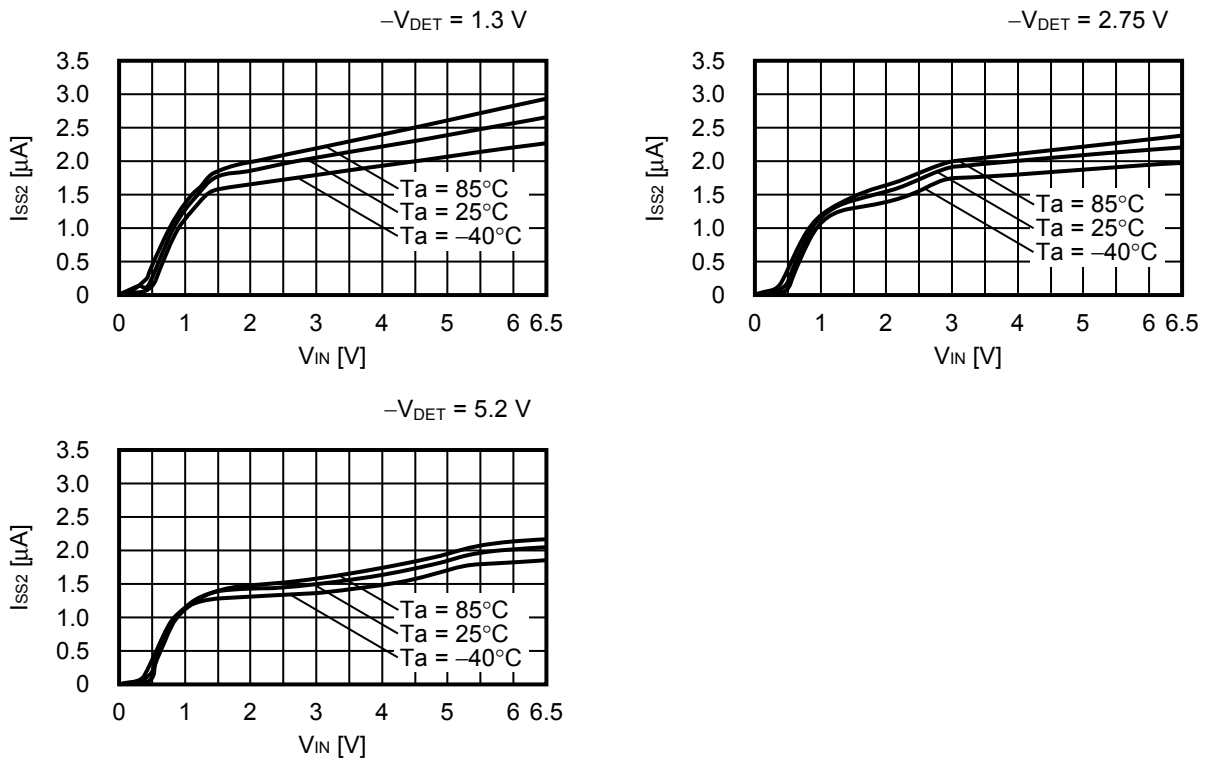 −VDET = 1.3 V
3.5
3.0
2.5
2.0
1.5
1.0
0.5
0
ISS2 [μA]
Ta = 85°C
Ta = 25°C
Ta = −40°C
0 1 2 3 4 5 6 6.5
VIN [V]
−VDET = 2.75 V
3.5
3.0
2.5
2.0
1.5
1.0
0.5
0
ISS2 [μA]
Ta = 85°C
Ta = 25°C
Ta = −40°C
0 1 2 3 4 5 6 6.5
VIN [V]
−VDET = 5.2 V
3.5
3.0
2.5
2.0
1.5
1.0
0.5
0
ISS2 [μA]
Ta = 85°C
Ta = 25°C
Ta = −40°C
0 1 2 3 4 5 6 6.5
VIN [V]